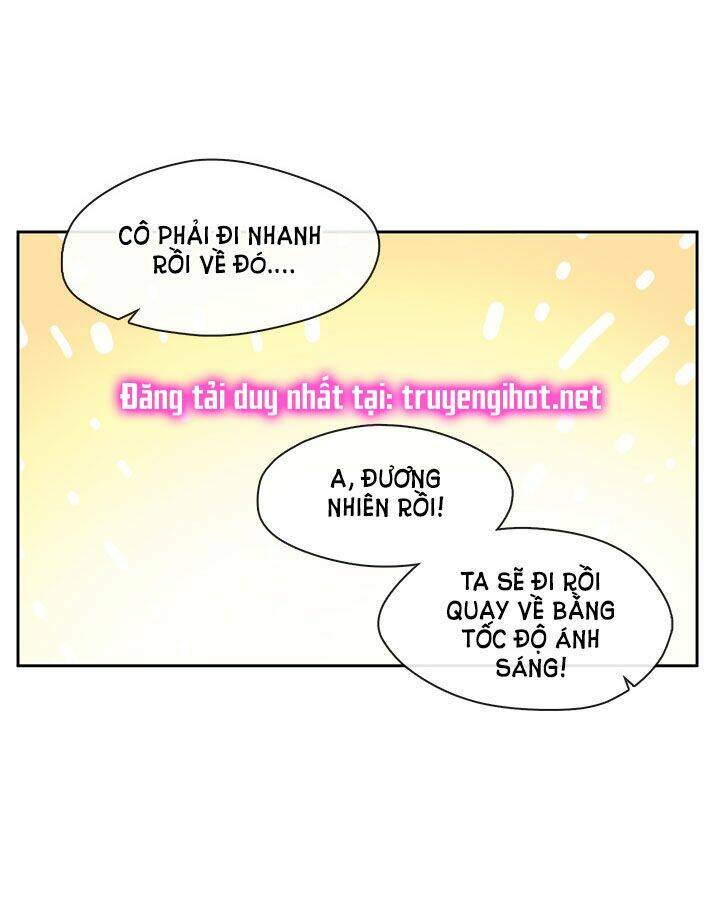 CÔ PHẢI ĐI NHANH
RỒI VỀ ĐÓ....
Đăng tải duy nhất tại: truyengihot.net
A, ĐƯƠNG
NHIÊN RỒI!
TA SẼ ĐI RỒI
QUAY VỀ BẰNG
TỐC ĐỘ ÁNH
SÁNG!